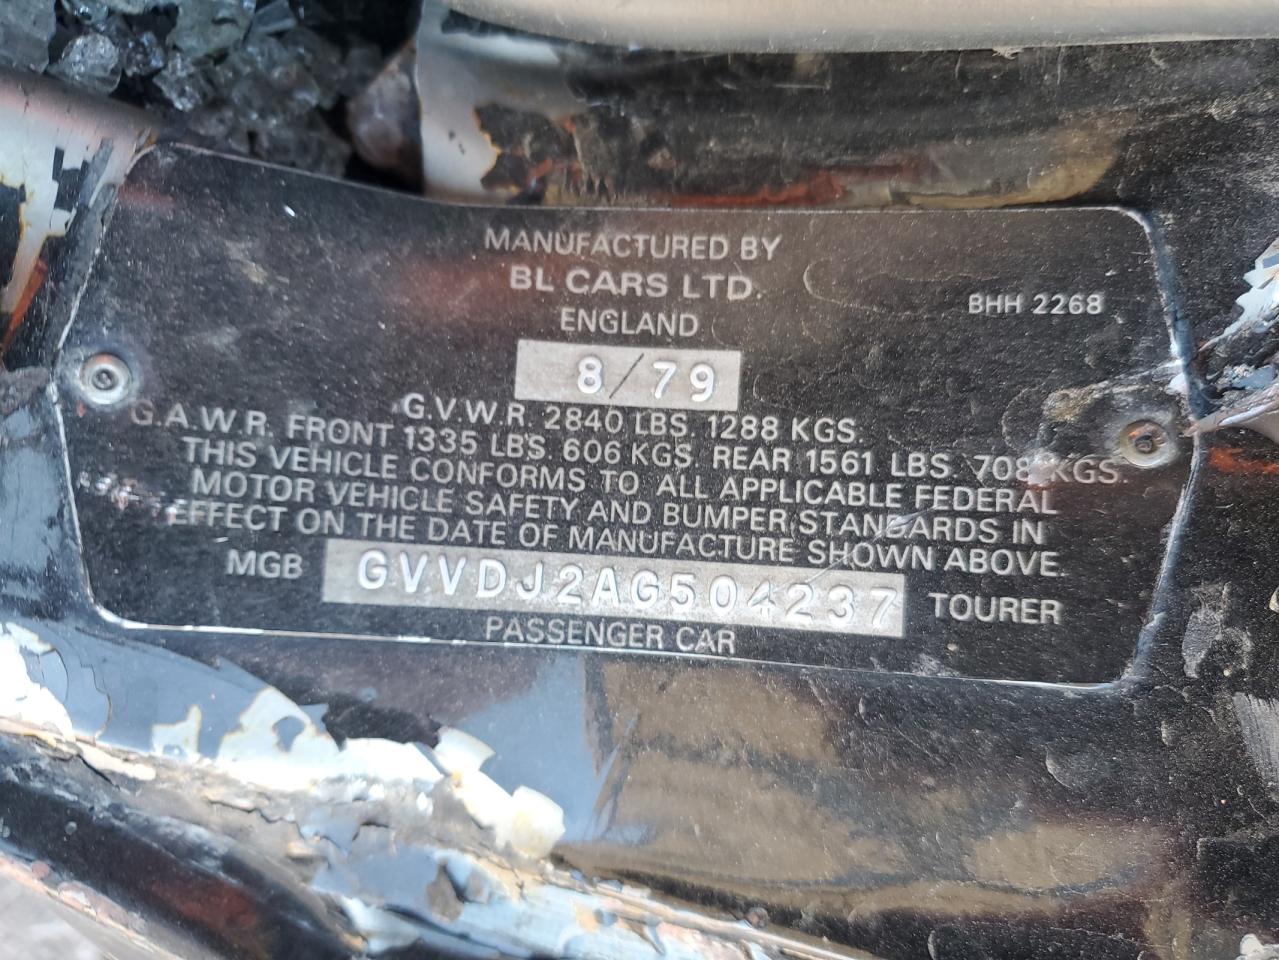 MANUFACTURED BY
BL CARS LTD.
ENGLAND
BHH 2268
8/79
G.V.W.R. 2840 LBS. 1288 KGS.
G.A.W.R. FRONT 1335 LBS. 606 KGS. REAR 1561 LBS. 708 KGS.
THIS VEHICLE CONFORMS TO ALL APPLICABLE FEDERAL
MOTOR VEHICLE SAFETY AND BUMPER STANDARDS IN
EFFECT ON THE DATE OF MANUFACTURE SHOWN ABOVE.
MGB GVVDJ2AG504237 TOURER
PASSENGER CAR